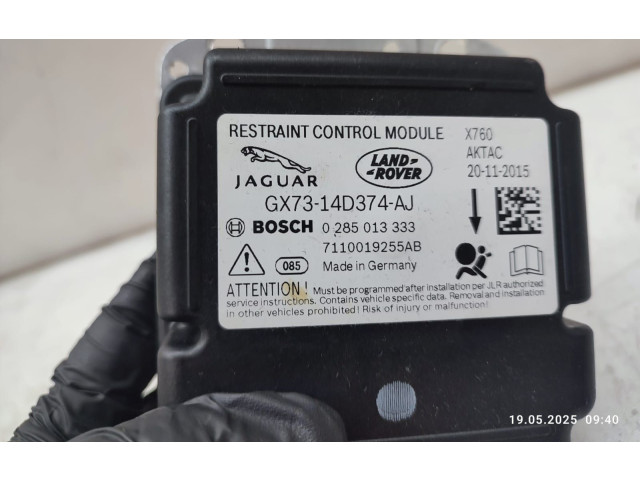 RESTRAINT CONTROL MODULE X760
AKTAC
20-11-2015
JAGUAR
LAND-
ROVER
GX73-14D374-AJ
BOSCH 0 285 013 333
7110019255AB
085 Made in Germany
ATTENTION! Must be programmed after installation per JLR authorized
service instructions. Contains vehicle specific data. Removal and installation
in other vehicles prohibited! Risk of injury or malfunction!
19.05.2025 09:40